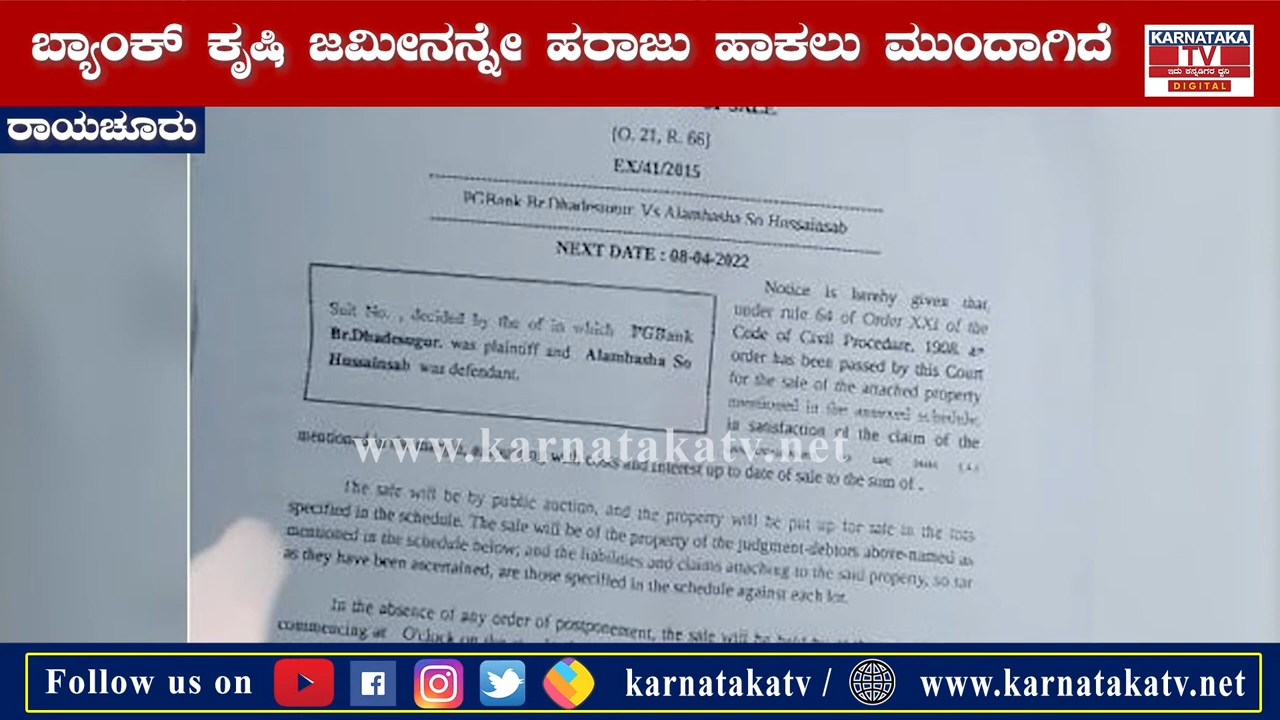 ಬ್ಯಾಂಕ್ ಕೃಷಿ ಜಮೀನನ್ನೇ ಹರಾಜು ಹಾಕಲು ಮುಂದಾಗಿದೆ
KARNATAKA
TV
ಇದು ಕನ್ನಡಿಗರ ಧ್ವನಿ
DIGITAL
ರಾಯಚೂರು
SALE
[O. 21, R. 66]
EX/41/2015
PGBank Br.Dhadesugur Vs Alambasha So Hussainsab
NEXT DATE : 08-04-2022
Suit No. , decided by the of in which PGBank
Br.Dhadesugur. was plaintiff and Alambasha So
Hussainsab was defendant.
Notice is hereby given that
under rule 64 of Order XXI of the
Code of Civil Procedure, 1908, an
order has been passed by this Court
for the sale of the attached property
mentioned in the annexed schedule,
in satisfaction of the claim of the
costs and interest up to date of sale to the sum of .
The sale will be by public auction, and the property will be put up for sale in the lots
specified in the schedule. The sale will be of the property of the judgment-debtors above-named as
mentioned in the schedule below; and the liabilities and claims attaching to the said property, so far
as they have been ascertained, are those specified in the schedule against each lot.
In the absence of any order of postponement, the sale will be held
commencing at O'clock on
www.karnatakatv.net
Follow us on karnatakatv / www.karnatakatv.net